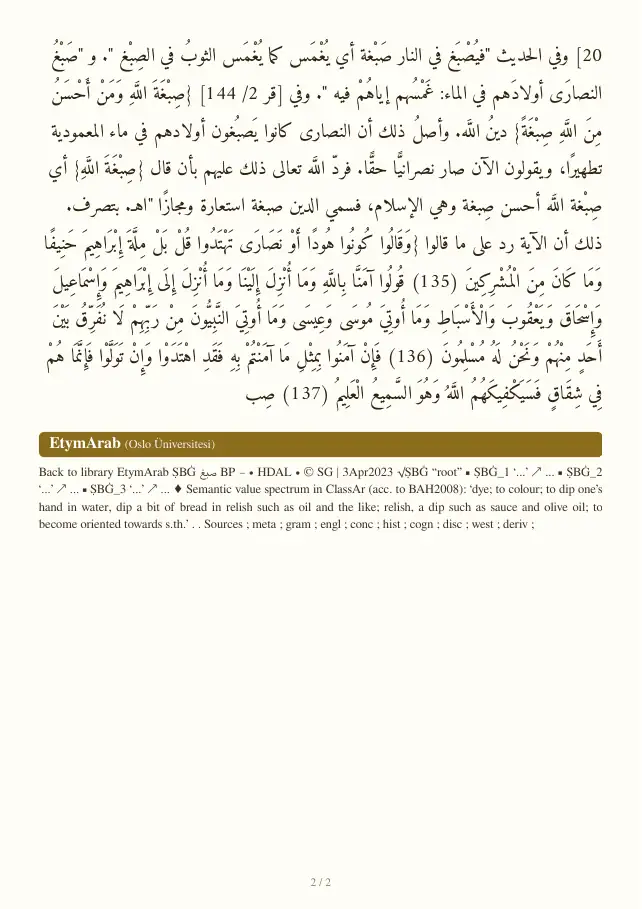 20] وفي الحديث "فيُصْبَغ في النار صَبْغة أي يُغْمَس كما يُغْمَس الثوبُ في الصِبْغ ". و "صَبْغُ
النصارَى أولادَهم في الماء: غَمْسُهم إياهُمْ فيه ". وفي [قر 2/ 144] {صِبْغَةَ اللَّهِ وَمَنْ أَحْسَنُ
مِنَ اللَّهِ صِبْغَةً} دينُ الله. وأصلُ ذلك أن النصارى كانوا يَصبُغون أولادهم في ماء المعمودية
تطهيرًا، ويقولون الآن صار نصرانيًّا حقًّا. فردّ الله تعالى ذلك عليهم بأن قال {صِبْغَةَ اللَّهِ} أي
صِبْغة الله أحسن صِبغة وهي الإسلام، فسمي الدين صبغة استعارة ومجازًا "اهـ. بتصرف.
ذلك أن الآية رد على ما قالوا {وَقَالُوا كُونُوا هُودًا أَوْ نَصَارَى تَهْتَدُوا قُلْ بَلْ مِلَّةَ إِبْرَاهِيمَ حَنِيفًا
وَمَا كَانَ مِنَ الْمُشْرِكِينَ (135) قُولُوا آمَنَّا بِاللَّهِ وَمَا أُنْزِلَ إِلَيْنَا وَمَا أُنْزِلَ إِلَى إِبْرَاهِيمَ وَإِسْمَاعِيلَ
وَإِسْحَاقَ وَيَعْقُوبَ وَالْأَسْبَاطِ وَمَا أُوتِيَ مُوسَى وَعِيسَى وَمَا أُوتِيَ النَّبِيُّونَ مِنْ رَبِّهِمْ لَا نُفَرِّقُ بَيْنَ
أَحَدٍ مِنْهُمْ وَنَحْنُ لَهُ مُسْلِمُونَ (136) فَإِنْ آمَنُوا بِمِثْلِ مَا آمَنْتُمْ بِهِ فَقَدِ اهْتَدَوْا وَإِنْ تَوَلَّوْا فَإِنَّمَا هُمْ
فِي شِقَاقٍ فَسَيَكْفِيكَهُمُ اللَّهُ وَهُوَ السَّمِيعُ الْعَلِيمُ (137) صِب
EtymArab (Oslo Üniversitesi)
Back to library EtymArab ṢBĠ صبغ BP – • HDAL • © SG | 3Apr2023 √ṢBĠ “root” ▪ ṢBĠ_1 ‘...’ ↗ ... ▪ ṢBĠ_2
‘...’ ↗ ... ▪ ṢBĠ_3 ‘...’ ↗ ... ♦ Semantic value spectrum in ClassAr (acc. to BAH2008): ‘dye; to colour; to dip one’s
hand in water, dip a bit of bread in relish such as oil and the like; relish, a dip such as sauce and olive oil; to
become oriented towards s.th.’ . . Sources ; meta ; gram ; engl ; conc ; hist ; cogn ; disc ; west ; deriv ;
2 / 2